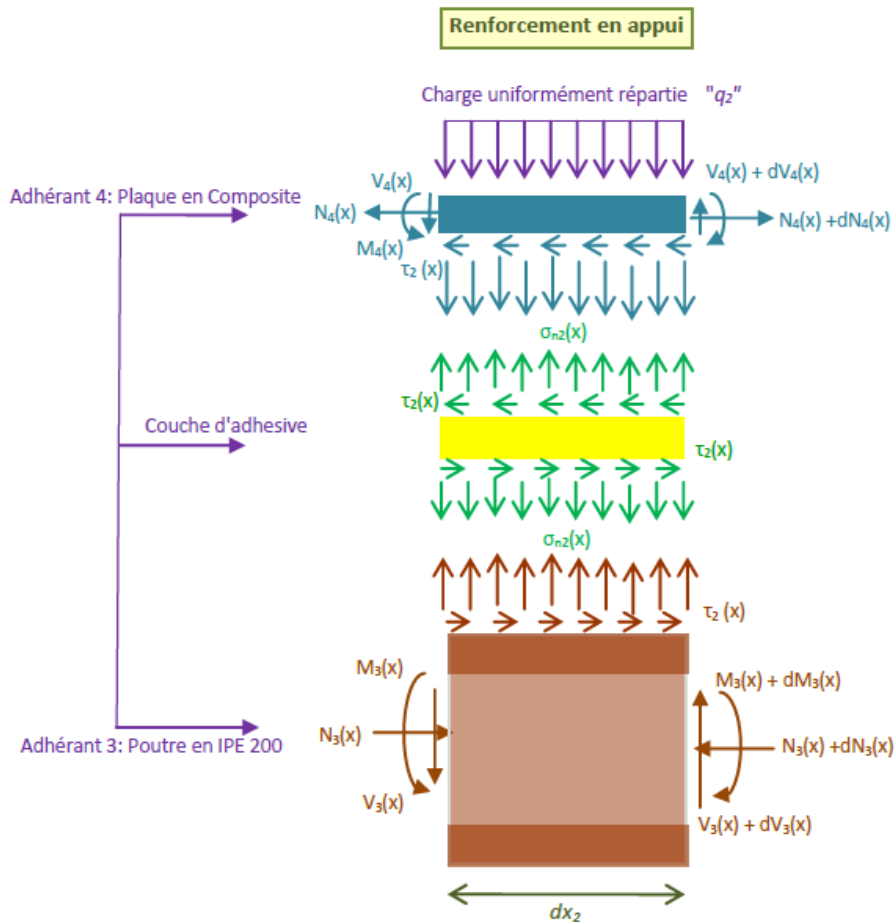 Renforcement en appui
Charge uniformément répartie "q₂"
V₄(x)
V₄(x) + dV₄(x)
Adhérant 4: Plaque en Composite
N₄(x)
N₄(x) +dN₄(x)
M₄(x)
τ₂ (x)
σₙ₂(x)
τ₂(x)
Couche d'adhesive
τ₂(x)
σₙ₂(x)
τ₂ (x)
M₃(x)
M₃(x) + dM₃(x)
N₃(x)
N₃(x) +dN₃(x)
Adhérant 3: Poutre en IPE 200
V₃(x)
V₃(x) + dV₃(x)
dx₂